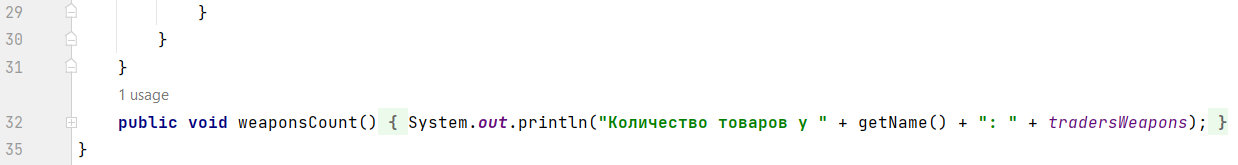 29 }
30 }
31 }
1 usage
32 public void weaponsCount() { System.out.println("Количество товаров у " + getName() + ": " + tradersWeapons); }
35 }